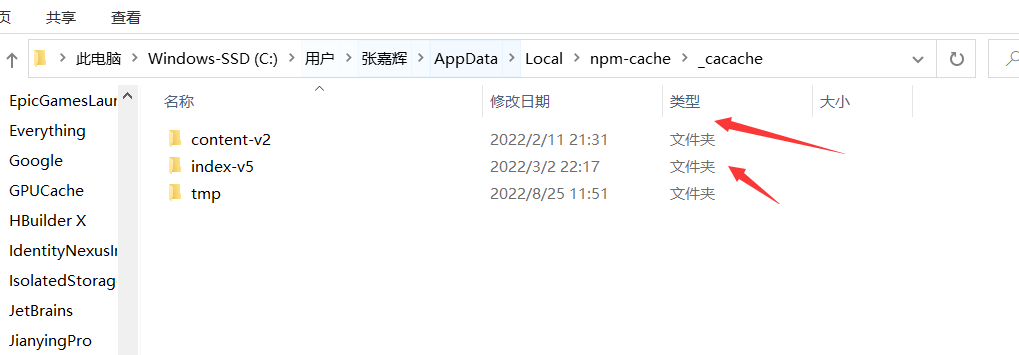 页 共享 查看
此电脑 Windows-SSD (C:) 用户 张嘉辉 AppData Local npm-cache _cacache
EpicGamesLaun
Everything
Google
GPUCache
HBuilder X
IdentityNexusIn
IsolatedStorag
JetBrains
JianyingPro
名称 修改日期 类型 大小
content-v2 2022/2/11 21:31 文件夹
index-v5 2022/3/2 22:17 文件夹
tmp 2022/8/25 11:51 文件夹